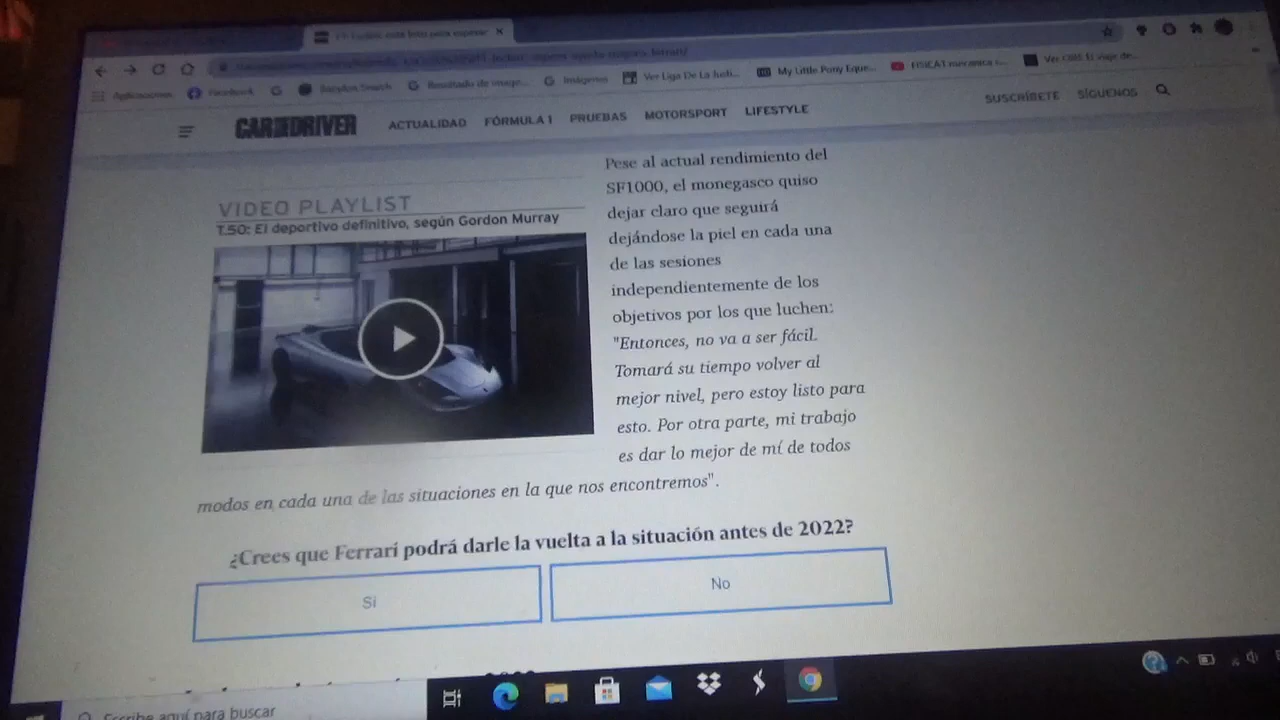 Aplicaciones
Facebook
G
Imágenes
Ver Liga De La Justi...
My Little Pony Eque...
CAR AND DRIVER
ACTUALIDAD
FÓRMULA 1
PRUEBAS
MOTORSPORT
LIFESTYLE
SUSCRÍBETE
SÍGUENOS
VIDEO PLAYLIST
T.50: El deportivo definitivo, según Gordon Murray
Pese al actual rendimiento del
SF1000, el monegasco quiso
dejar claro que seguirá
dejándose la piel en cada una
de las sesiones
independientemente de los
objetivos por los que luchen:
"Entonces, no va a ser fácil.
Tomará su tiempo volver al
mejor nivel, pero estoy listo para
esto. Por otra parte, mi trabajo
es dar lo mejor de mí de todos
modos en cada una de las situaciones en la que nos encontremos".
¿Crees que Ferrari podrá darle la vuelta a la situación antes de 2022?
Sí
No
Escribe aquí para buscar